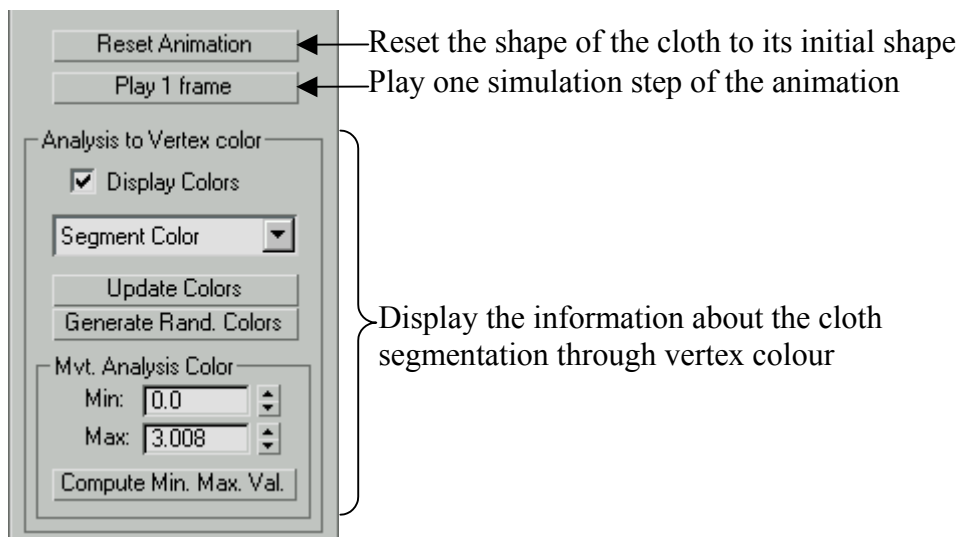 Reset Animation
Reset the shape of the cloth to its initial shape
Play 1 frame
Play one simulation step of the animation
Analysis to Vertex color
Display Colors
Segment Color
Update Colors
Generate Rand. Colors
Display the information about the cloth
segmentation through vertex colour
Mvt. Analysis Color
Min: 0.0
Max: 3.008
Compute Min. Max. Val.